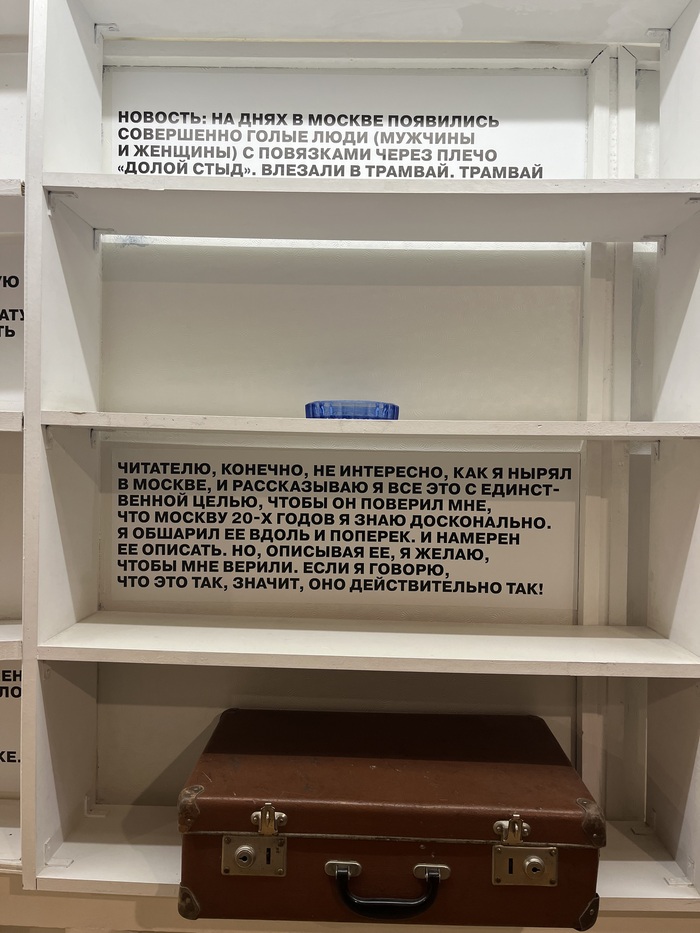 НОВОСТЬ: НА ДНЯХ В МОСКВЕ ПОЯВИЛИСЬ
СОВЕРШЕННО ГОЛЫЕ ЛЮДИ (МУЖЧИНЫ
И ЖЕНЩИНЫ) С ПОВЯЗКАМИ ЧЕРЕЗ ПЛЕЧО
«ДОЛОЙ СТЫД». ВЛЕЗАЛИ В ТРАМВАЙ. ТРАМВАЙ
ЧИТАТЕЛЮ, КОНЕЧНО, НЕ ИНТЕРЕСНО, КАК Я НЫРЯЛ
В МОСКВЕ, И РАССКАЗЫВАЮ Я ВСЕ ЭТО С ЕДИНСТ-
ВЕННОЙ ЦЕЛЬЮ, ЧТОБЫ ОН ПОВЕРИЛ МНЕ,
ЧТО МОСКВУ 20-Х ГОДОВ Я ЗНАЮ ДОСКОНАЛЬНО.
Я ОБШАРИЛ ЕЕ ВДОЛЬ И ПОПЕРЕК. И НАМЕРЕН
ЕЕ ОПИСАТЬ. НО, ОПИСЫВАЯ ЕЕ, Я ЖЕЛАЮ,
ЧТОБЫ МНЕ ВЕРИЛИ. ЕСЛИ Я ГОВОРЮ,
ЧТО ЭТО ТАК, ЗНАЧИТ, ОНО ДЕЙСТВИТЕЛЬНО ТАК!